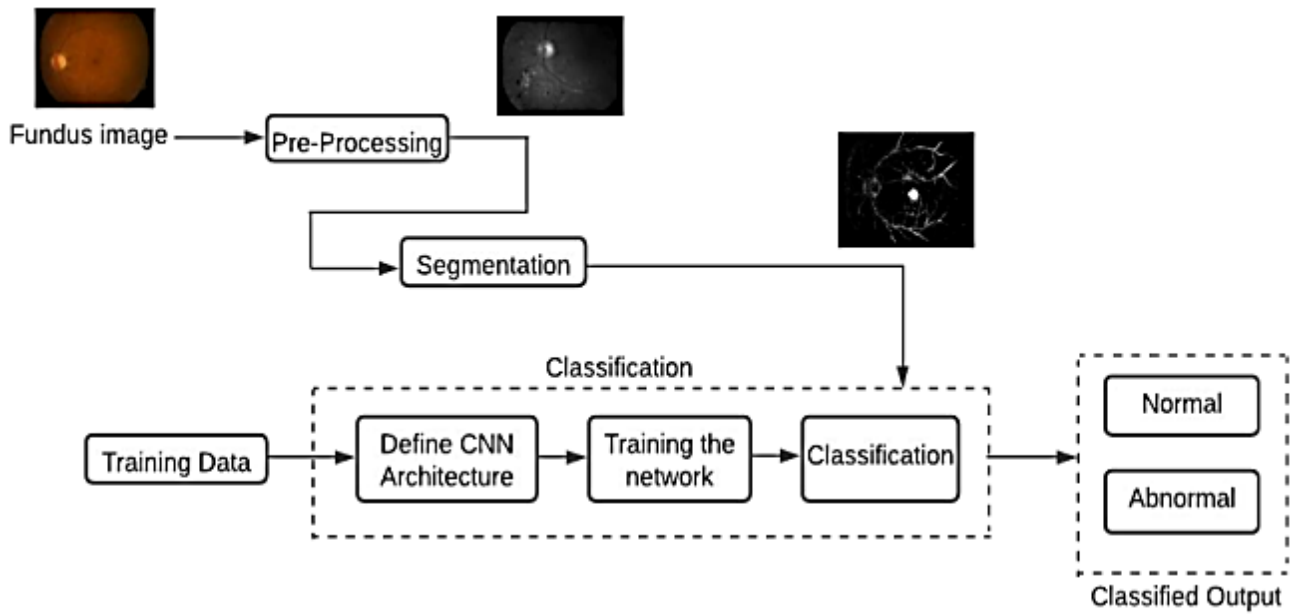 Fundus image
Pre-Processing
Segmentation
Classification
Training Data
Define CNN
Architecture
Training the
network
Classification
Normal
Abnormal
Classified Output